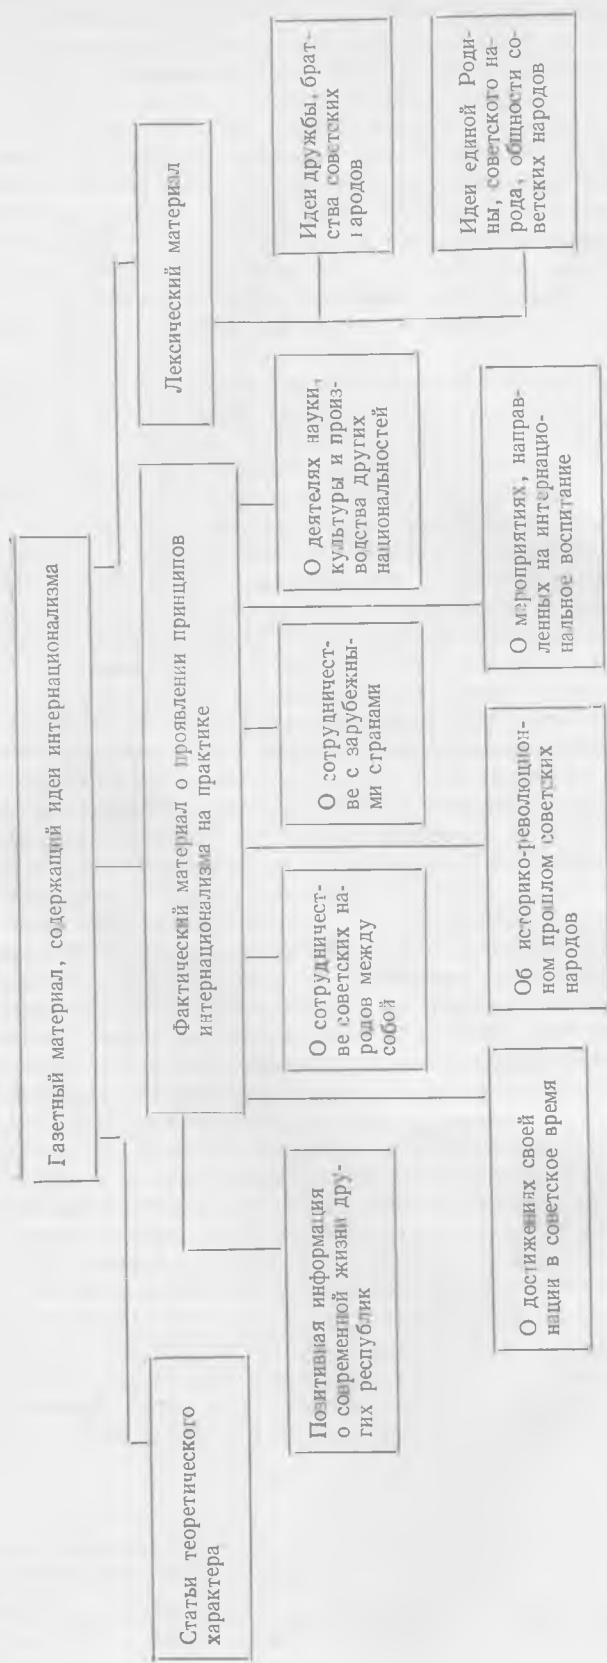 Газетный материал, содержащий идеи интернационализма
Статьи теоретического
характера
Фактический материал о проявлении принципов
интернационализма на практике
Лексический материал
Позитивная информация
о современной жизни дру-
гих республик
О сотрудничест-
ве советских на-
родов между
собой
О сотрудничест-
ве с зарубежны-
ми странами
О деятелях науки,
культуры и произ-
водства других
национальностей
Идеи дружбы, брат-
ства советских
народов
О достижениях своей
нации в советское время
Об историко-революцион-
ном прошлом советских
народов
О мероприятиях, направ-
ленных на интернацио-
нальное воспитание
Идеи единой Роди-
ны, советского на-
рода, общности со-
ветских народов